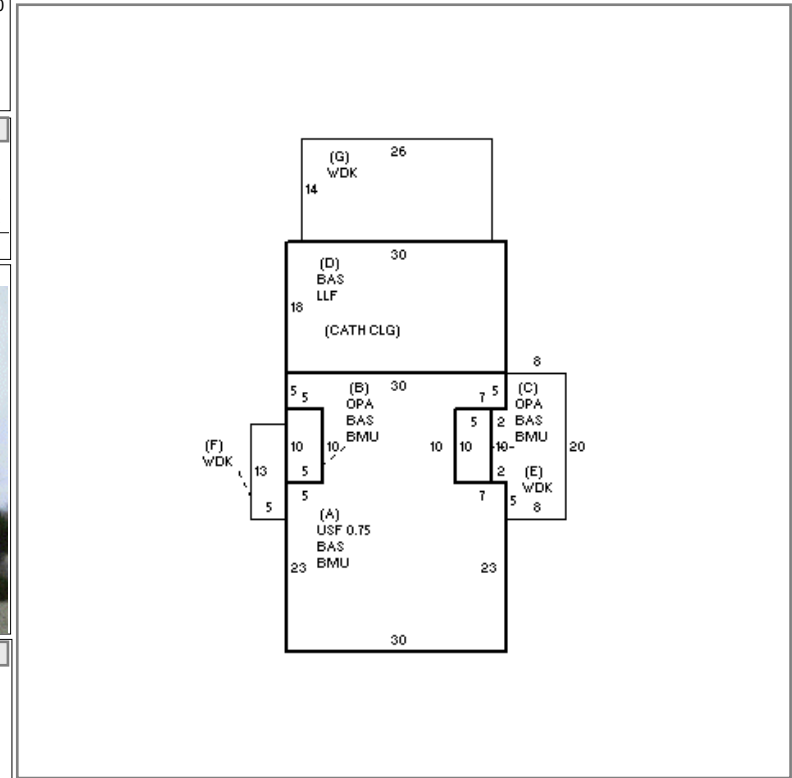 26
(G)
WDK
14
30
(D)
BAS
LLF
18
(CATH CLG)
8
5 5
(B)
OPA
BAS
BMU
30
7 5
(C)
OPA
BAS
BMU
5 2
10 10
10 10 10
20
(F)
WDK
13
5
5
2
(E)
WDK
5
5
7
5
8
(A)
USF 0.75
BAS
BMU
23
23
30